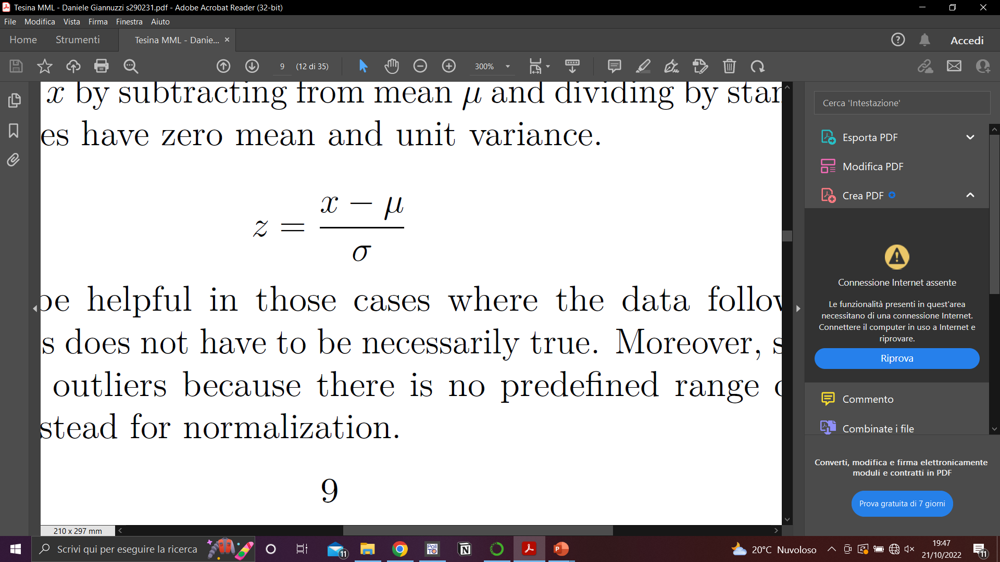 Tesina MML - Daniele Giannuzzi s290231.pdf - Adobe Acrobat Reader (32-bit)
File Modifica Vista Firma Finestra Aiuto
Home Strumenti Tesina MML - Danie... × Accedi
9 (12 di 35) 300%
x by subtracting from mean μ and dividing by stan
es have zero mean and unit variance.
z = (x − μ) / σ
be helpful in those cases where the data follow
s does not have to be necessarily true. Moreover, s
outliers because there is no predefined range o
stead for normalization.
9
210 x 297 mm
Cerca 'Intestazione'
Esporta PDF
Modifica PDF
Crea PDF
Connessione Internet assente
Le funzionalità presenti in quest'area
necessitano di una connessione Internet.
Connettere il computer in uso a Internet e
riprovare.
Riprova
Commento
Combinate i file
Converti, modifica e firma elettronicamente
moduli e contratti in PDF
Prova gratuita di 7 giorni
Scrivi qui per eseguire la ricerca
11
Poli
TO
N
P
20°C Nuvoloso
19:47
21/10/2022
11